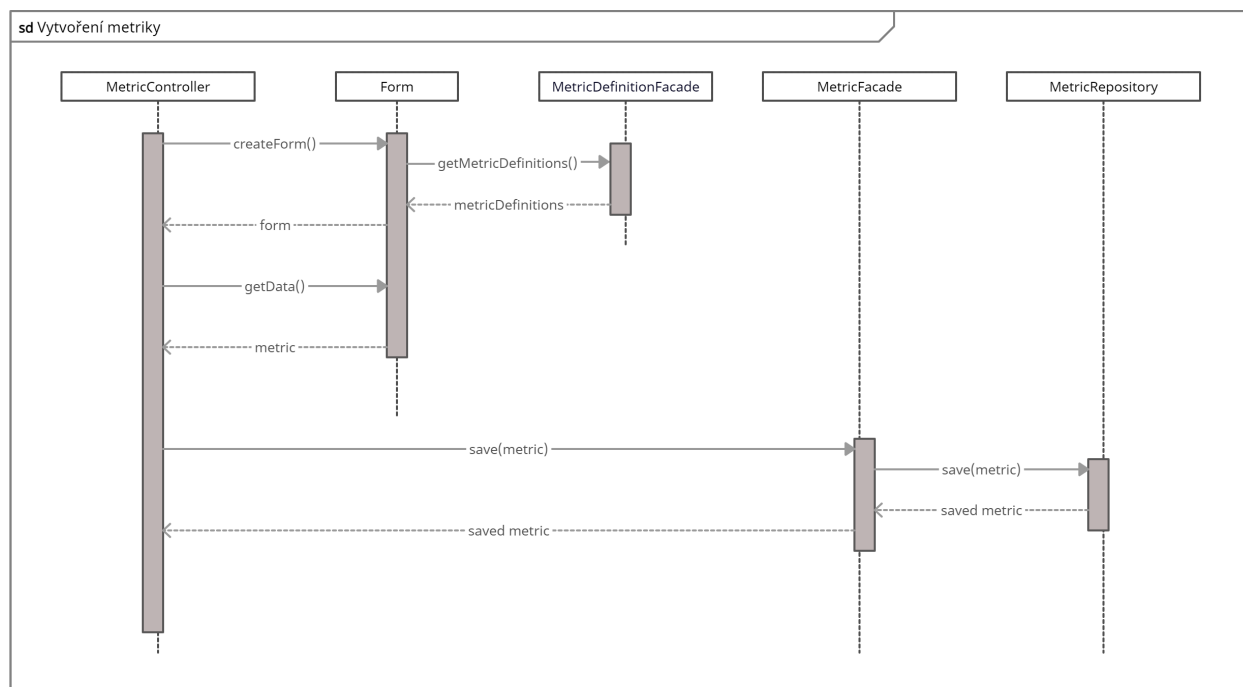 sd Vytvoření metriky
MetricController
Form
MetricDefinitionFacade
MetricFacade
MetricRepository
createForm()
getMetricDefinitions()
metricDefinitions
form
getData()
metric
save(metric)
save(metric)
saved metric
saved metric